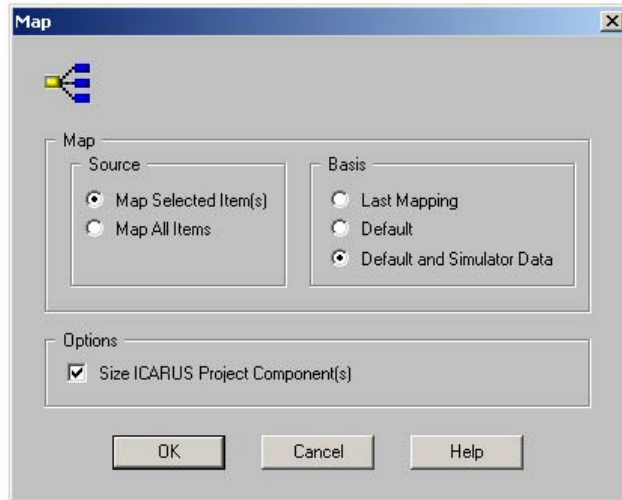 Map
Map
Source
Map Selected Item(s)
Map All Items
Basis
Last Mapping
Default
Default and Simulator Data
Options
Size ICARUS Project Component(s)
OK
Cancel
Help